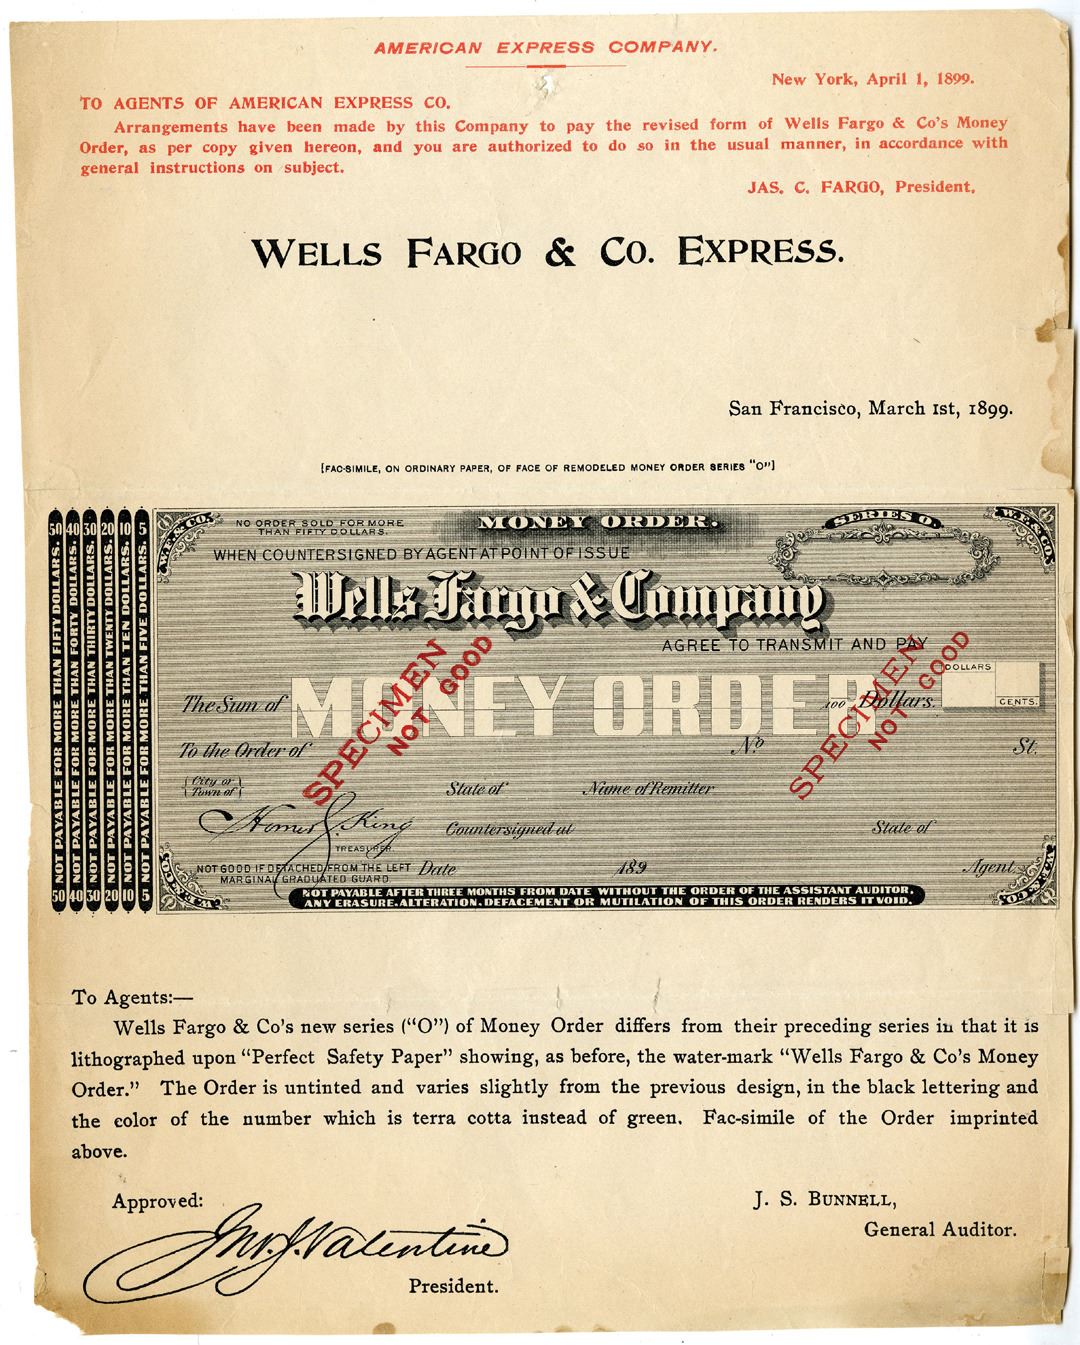 AMERICAN EXPRESS COMPANY.
New York, April 1, 1899.
TO AGENTS OF AMERICAN EXPRESS CO.
Arrangements have been made by this Company to pay the revised form of Wells Fargo & Co's Money
Order, as per copy given hereon, and you are authorized to do so in the usual manner, in accordance with
general instructions on subject.
JAS. C. FARGO, President.
WELLS FARGO & CO. EXPRESS.
San Francisco, March 1st, 1899.
[FAC-SIMILE, ON ORDINARY PAPER, OF FACE OF REMODELED MONEY ORDER SERIES "O"]
50 NOT PAYABLE FOR MORE THAN FIFTY DOLLARS. 50
40 NOT PAYABLE FOR MORE THAN FORTY DOLLARS. 40
30 NOT PAYABLE FOR MORE THAN THIRTY DOLLARS. 30
20 NOT PAYABLE FOR MORE THAN TWENTY DOLLARS. 20
10 NOT PAYABLE FOR MORE THAN TEN DOLLARS. 10
5 NOT PAYABLE FOR MORE THAN FIVE DOLLARS. 5
W.F.& CO.
NO ORDER SOLD FOR MORE
THAN FIFTY DOLLARS.
MONEY ORDER.
SERIES O.
W.F.& CO.
WHEN COUNTERSIGNED BY AGENT AT POINT OF ISSUE
Wells Fargo & Company
AGREE TO TRANSMIT AND PAY
SPECIMEN
NOT GOOD
SPECIMEN
NOT GOOD
DOLLARS
CENTS.
MONEY ORDER
The Sum of 100 Dollars.
To the Order of No. St.
City or
Town of
State of Name of Remitter
Homer S. King
TREASURER.
Countersigned at State of
NOT GOOD IF DETACHED FROM THE LEFT
MARGINAL GRADUATED GUARD.
Date 189 Agent
W.F.& CO.
W.F.& CO.
NOT PAYABLE AFTER THREE MONTHS FROM DATE WITHOUT THE ORDER OF THE ASSISTANT AUDITOR.
ANY ERASURE, ALTERATION, DEFACEMENT OR MUTILATION OF THIS ORDER RENDERS IT VOID.
To Agents:—
Wells Fargo & Co's new series ("O") of Money Order differs from their preceding series in that it is
lithographed upon "Perfect Safety Paper" showing, as before, the water-mark "Wells Fargo & Co's Money
Order." The Order is untinted and varies slightly from the previous design, in the black lettering and
the color of the number which is terra cotta instead of green. Fac-simile of the Order imprinted
above.
Approved:
Jno. J. Valentine
President.
J. S. BUNNELL,
General Auditor.